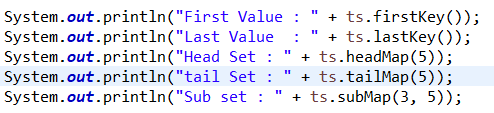 System.out.println("First Value : " + ts.firstKey());
System.out.println("Last Value  : " + ts.lastKey());
System.out.println("Head Set : " + ts.headMap(5));
System.out.println("tail Set : " + ts.tailMap(5));
System.out.println("Sub set : " + ts.subMap(3, 5));